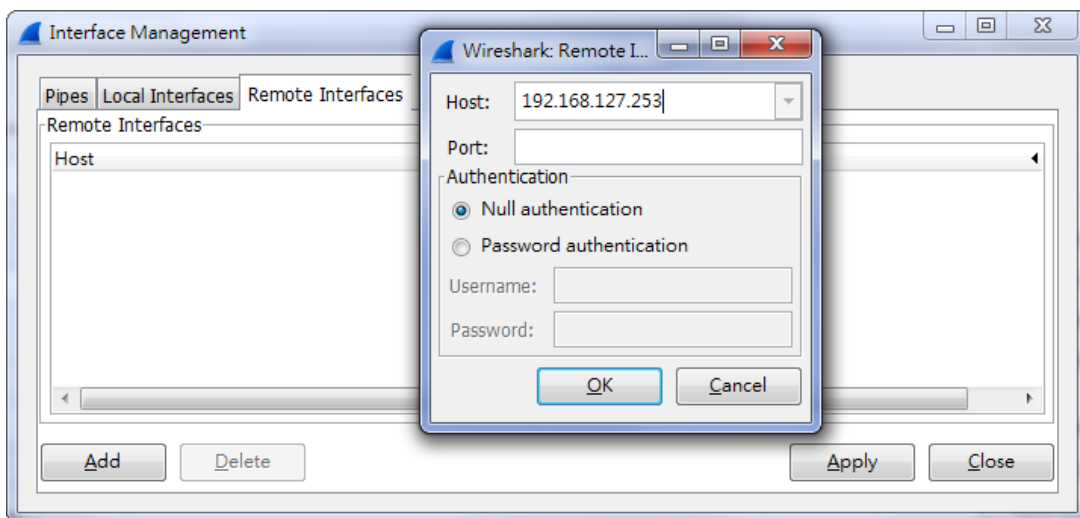 Interface Management
Pipes Local Interfaces Remote Interfaces
Remote Interfaces
Host
Add Delete Apply Close
Wireshark: Remote I...
Host: 192.168.127.253
Port:
Authentication
Null authentication
Password authentication
Username:
Password:
OK Cancel